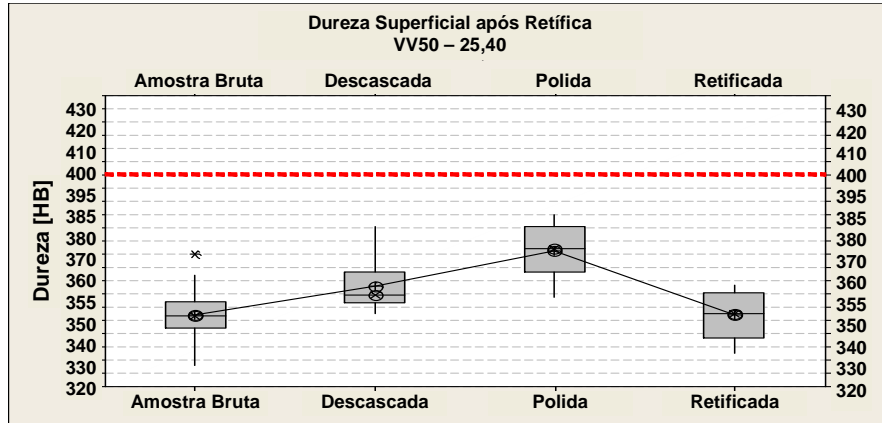 Dureza Superficial após Retífica
VV50 – 25,40
Amostra Bruta Descascada Polida Retificada
430 430
420 420
410 410
400 400
395 395
385 385
380 380
370 370
360 360
355 355
350 350
340 340
330 330
320 320
Dureza [HB]
Amostra Bruta Descascada Polida Retificada